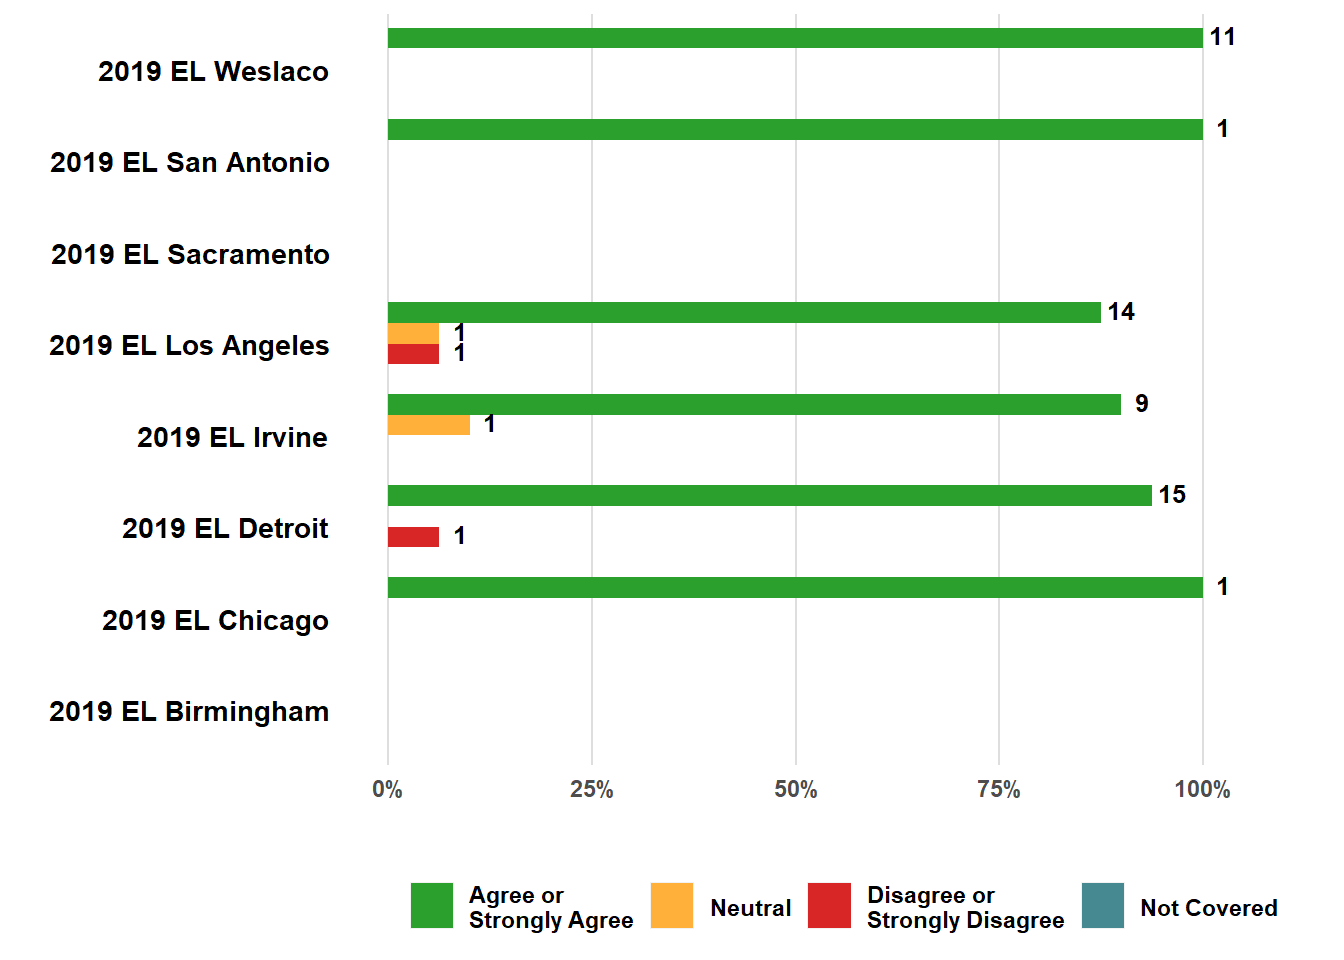 11
2019 EL Weslaco
1
2019 EL San Antonio
2019 EL Sacramento
14
1
2019 EL Los Angeles
1
9
1
2019 EL Irvine
15
2019 EL Detroit
1
1
2019 EL Chicago
2019 EL Birmingham
0% 25% 50% 75% 100%
Agree or
Strongly Agree
Neutral
Disagree or
Strongly Disagree
Not Covered